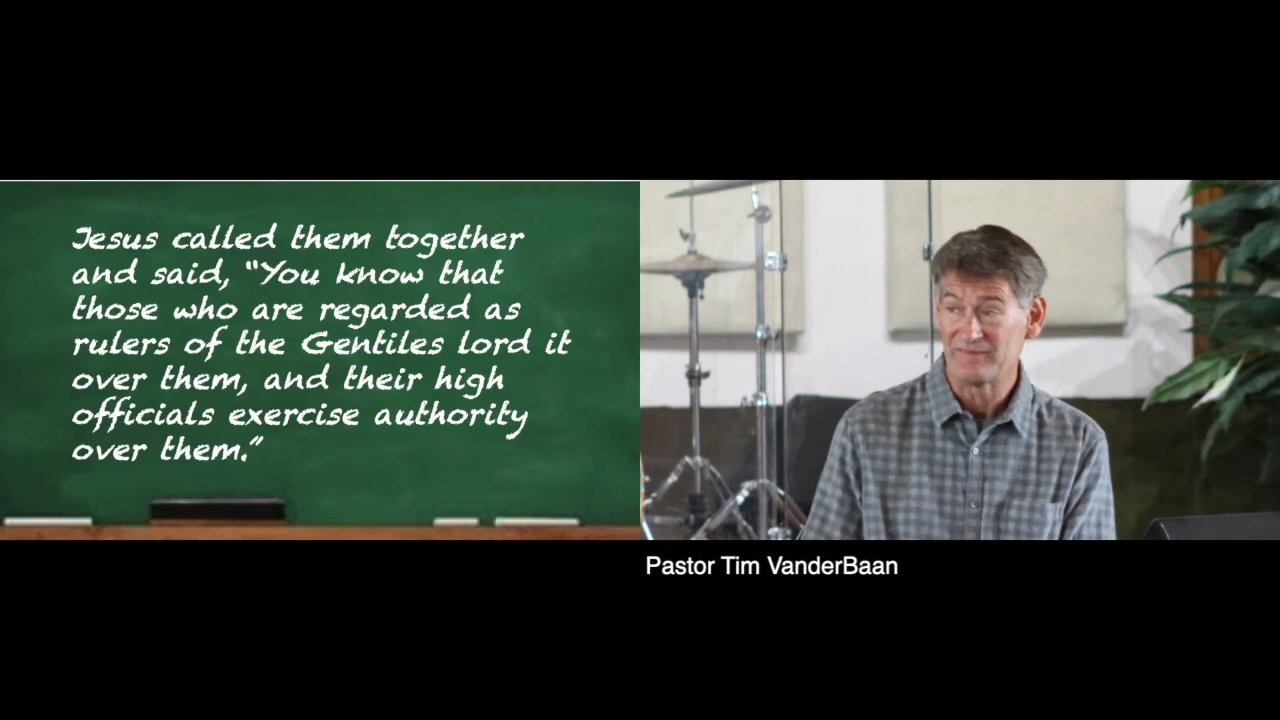 Jesus called them together
and said, "You know that
those who are regarded as
rulers of the Gentiles lord it
over them, and their high
officials exercise authority
over them."
Pastor Tim VanderBaan